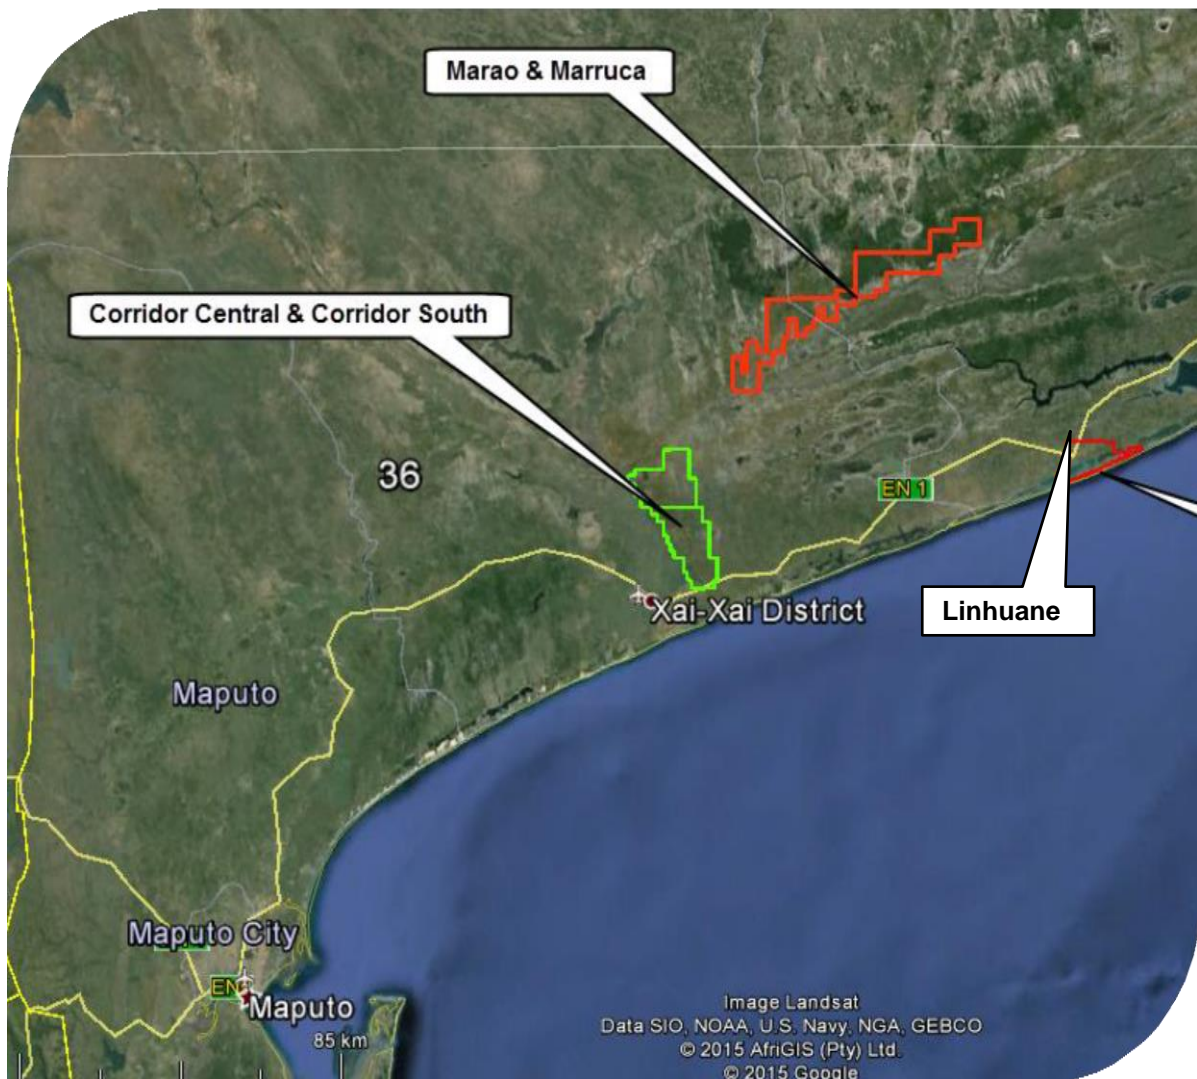 Marao & Marruca
Corridor Central & Corridor South
36
EN 1
Xai-Xai District
Linhuane
Maputo
Maputo City
EN
Maputo
85 km
Image Landsat
Data SIO, NOAA, U.S. Navy, NGA, GEBCO
© 2015 AfriGIS (Pty) Ltd.
© 2015 Google